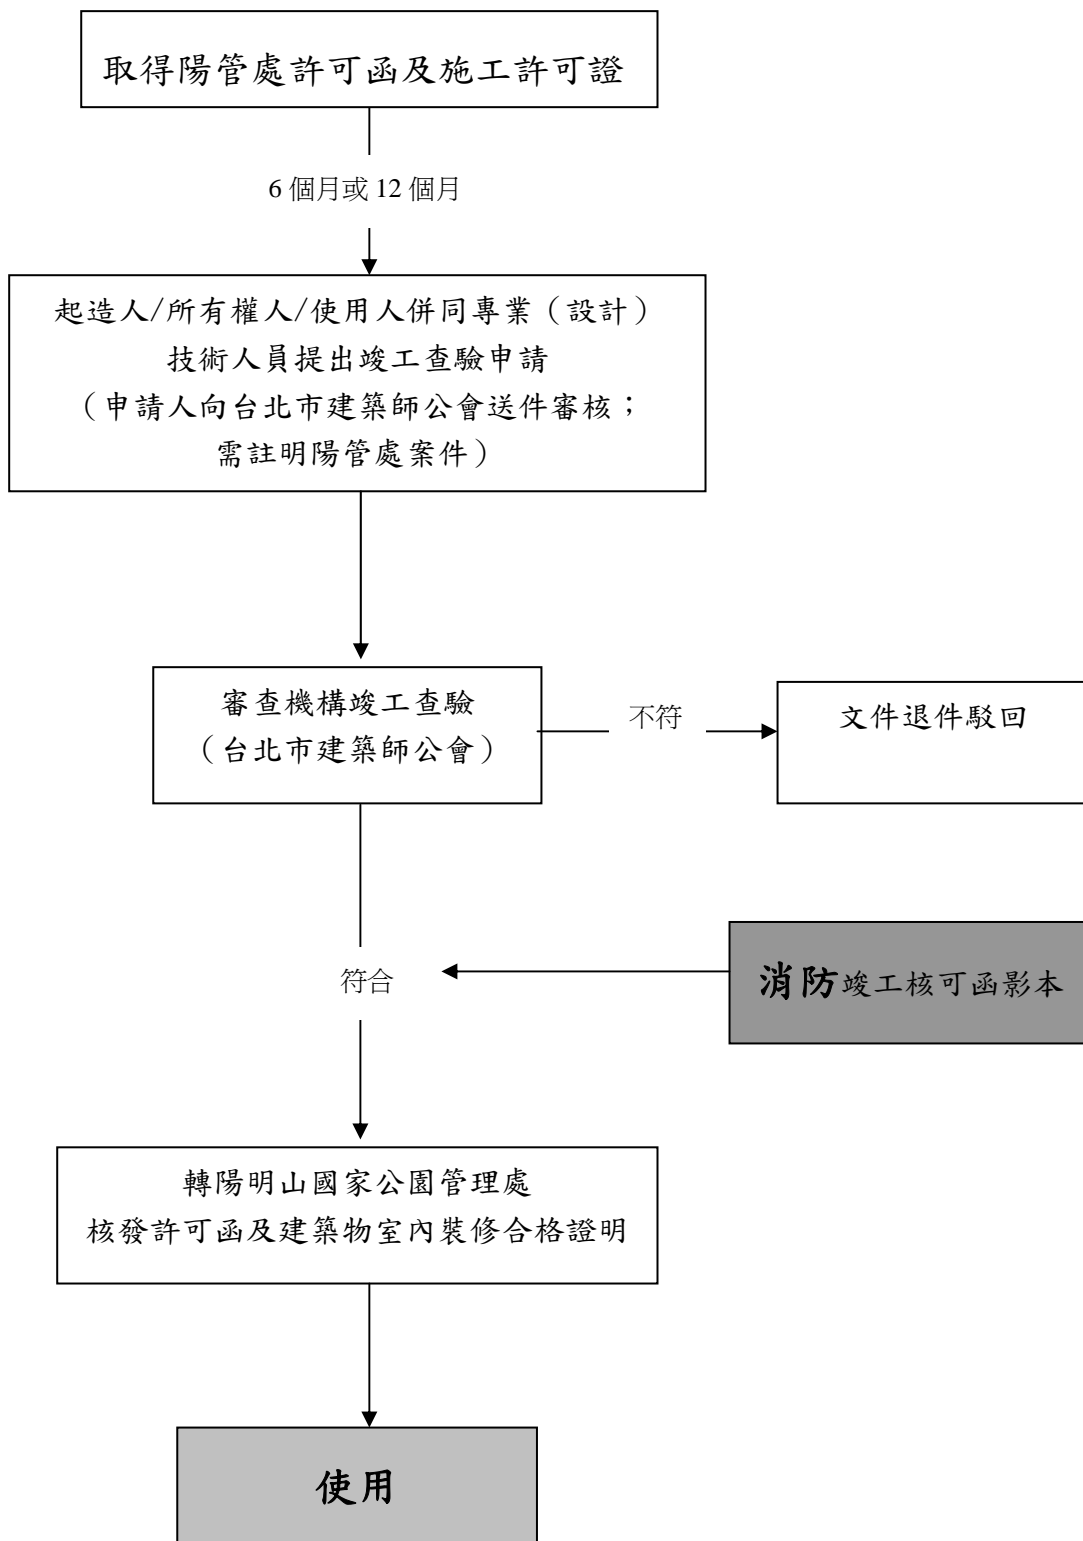 取得陽管處許可函及施工許可證
6 個月或 12 個月
起造人/所有權人/使用人併同專業（設計）
技術人員提出竣工查驗申請
（申請人向台北市建築師公會送件審核；
需註明陽管處案件）
審查機構竣工查驗
（台北市建築師公會）
不符
文件退件駁回
符合
消防竣工核可函影本
轉陽明山國家公園管理處
核發許可函及建築物室內裝修合格證明
使用